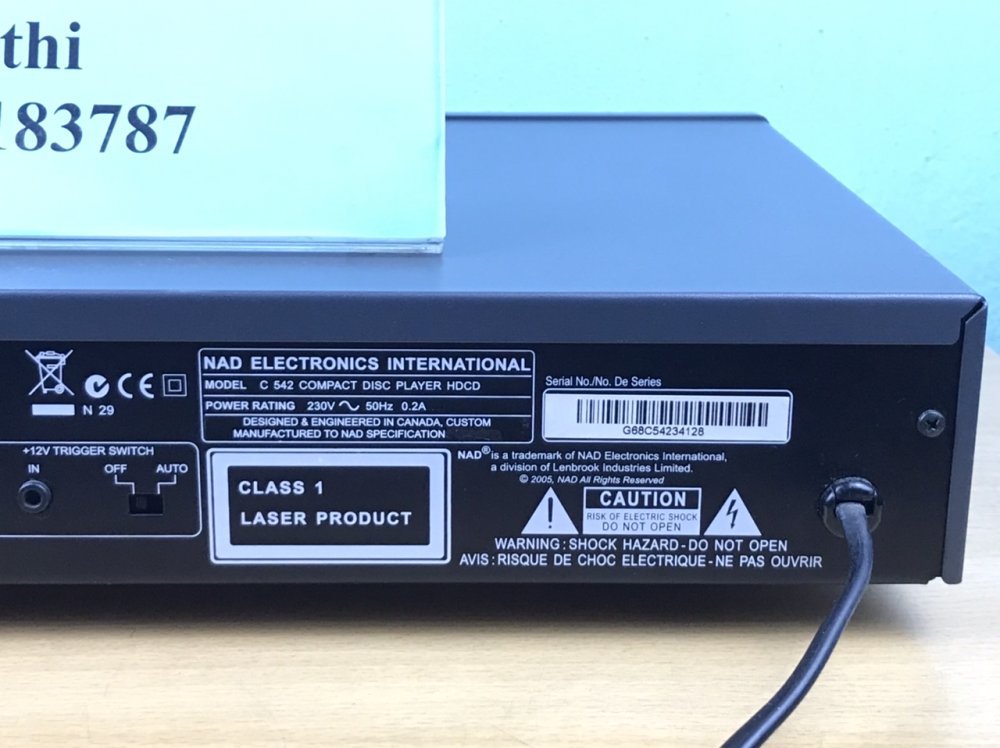 thi
183787
N 29
+12V TRIGGER SWITCH
IN
OFF AUTO
NAD ELECTRONICS INTERNATIONAL
MODEL C 542 COMPACT DISC PLAYER HDCD
POWER RATING 230V 50Hz 0.2A
DESIGNED & ENGINEERED IN CANADA, CUSTOM
MANUFACTURED TO NAD SPECIFICATION
CLASS 1
LASER PRODUCT
Serial No./No. De Series
G68C54234128
NAD® is a trademark of NAD Electronics International,
a division of Lenbrook Industries Limited.
© 2005, NAD All Rights Reserved
CAUTION
RISK OF ELECTRIC SHOCK
DO NOT OPEN
WARNING : SHOCK HAZARD - DO NOT OPEN
AVIS : RISQUE DE CHOC ELECTRIQUE - NE PAS OUVRIR